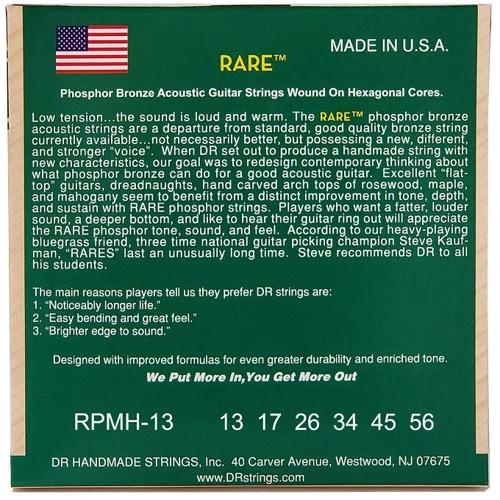 MADE IN U.S.A.
RARE™
Phosphor Bronze Acoustic Guitar Strings Wound On Hexagonal Cores.
Low tension...the sound is loud and warm. The RARE™ phosphor bronze
acoustic strings are a departure from standard, good quality bronze string
currently available...not necessarily better, but possessing a new, different,
and stronger “voice”. When DR set out to produce a handmade string with
new characteristics, our goal was to redesign contemporary thinking about
what phosphor bronze can do for a good acoustic guitar. Excellent “flat-
top” guitars, dreadnaughts, hand carved arch tops of rosewood, maple,
and mahogany seem to benefit from a distinct improvement in tone, depth,
and sustain with RARE phosphor strings. Players who want a fatter, louder
sound, a deeper bottom, and like to hear their guitar ring out will appreciate
the RARE phosphor tone, sound, and feel. According to our heavy-playing
bluegrass friend, three time national guitar picking champion Steve Kauf-
man, “RARES” last an unusually long time. Steve recommends DR to all
his students.
The main reasons players tell us they prefer DR strings are:
1. “Noticeably longer life.”
2. “Easy bending and great feel.”
3. “Brighter edge to sound.”
Designed with improved formulas for even greater durability and enriched tone.
We Put More In,You Get More Out
RPMH-13 13 17 26 34 45 56
DR HANDMADE STRINGS, Inc. 40 Carver Avenue, Westwood, NJ 07675
www.DRstrings.com